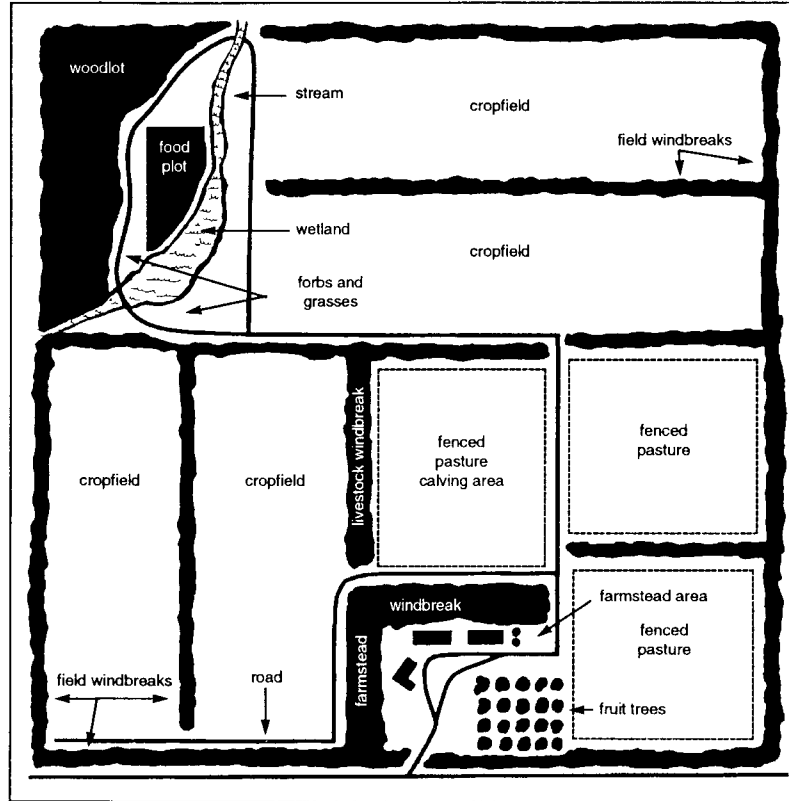 woodlot
stream
cropfield
food
plot
field windbreaks
wetland
cropfield
forbs and
grasses
livestock windbreak
fenced
pasture
calving area
fenced
pasture
cropfield
cropfield
windbreak
farmstead area
farmstead
fenced
pasture
field windbreaks
road
fruit trees